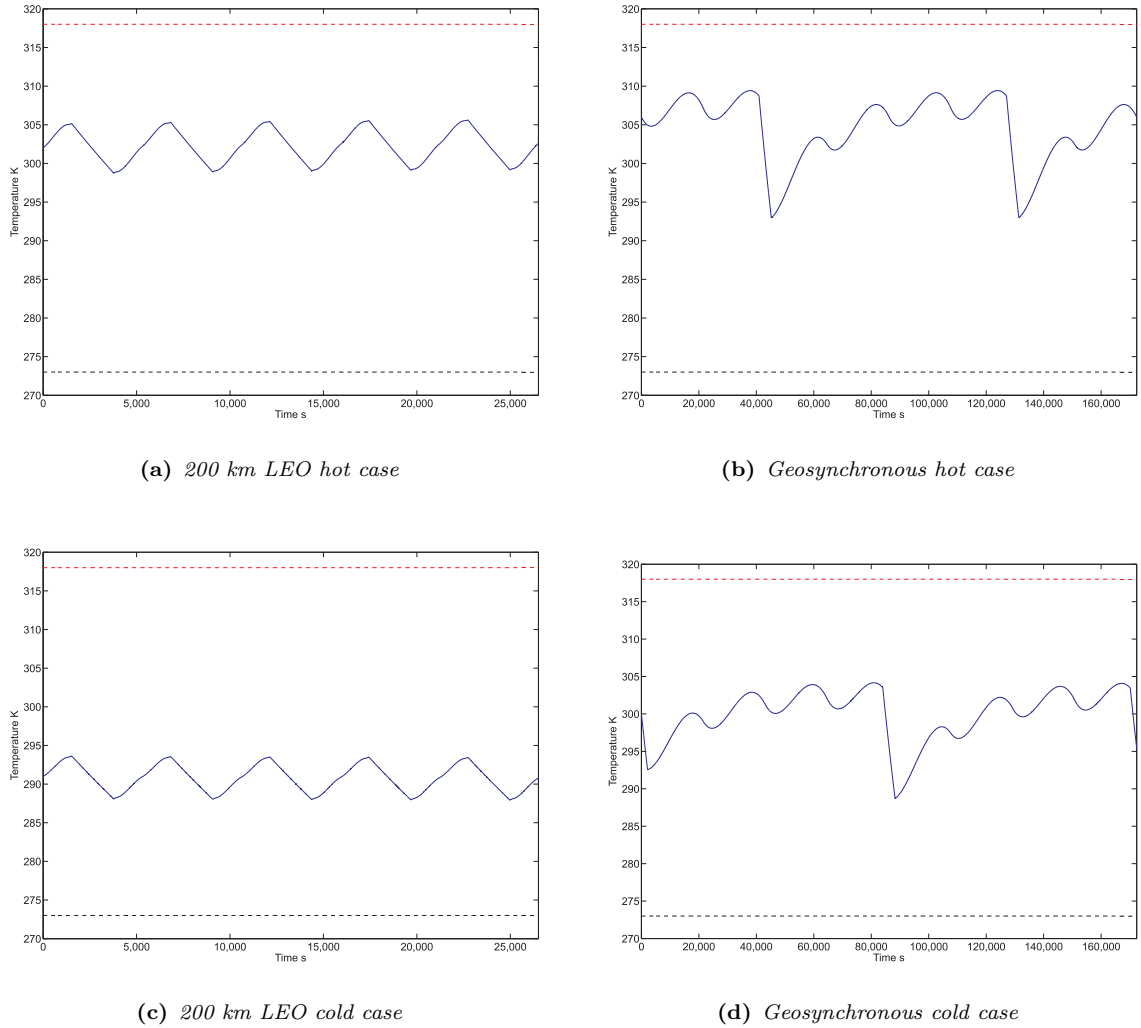 320
315
310
305
300
295
290
285
280
275
270
Temperature K
0 5,000 10,000 15,000 20,000 25,000
Time s
(a) 200 km LEO hot case
320
315
310
305
300
295
290
285
280
275
270
Temperature K
0 20,000 40,000 60,000 80,000 100,000 120,000 140,000 160,000
Time s
(b) Geosynchronous hot case
320
315
310
305
300
295
290
285
280
275
270
Temperature K
0 5,000 10,000 15,000 20,000 25,000
Time s
(c) 200 km LEO cold case
320
315
310
305
300
295
290
285
280
275
270
Temperature K
0 20,000 40,000 60,000 80,000 100,000 120,000 140,000 160,000
Time s
(d) Geosynchronous cold case